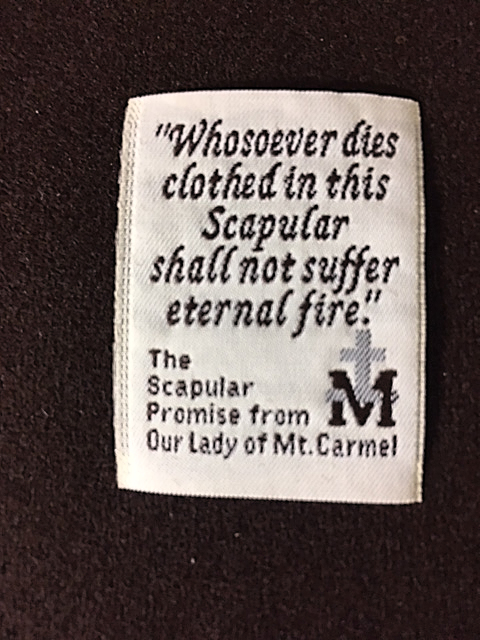 "Whosoever dies
clothed in this
Scapular
shall not suffer
eternal fire."
The
Scapular
Promise from
Our Lady of Mt. Carmel
M